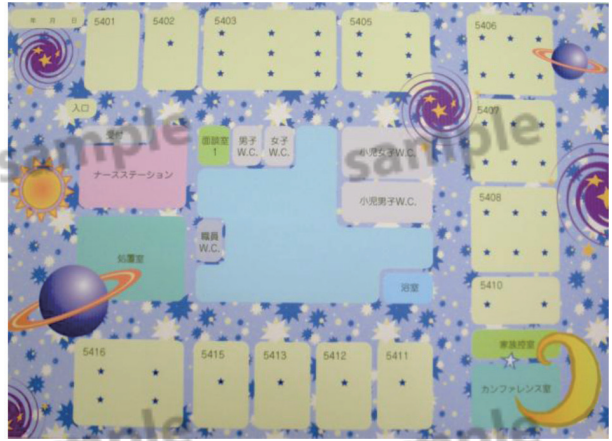 年 月 日
5401
5402
5403
5405
5406
入口
受付
面談室
1
男子
W.C.
女子
W.C.
小児女子W.C.
5407
ナースステーション
小児男子W.C.
5408
職員
W.C.
処置室
浴室
5410
家族控室
カンファレンス室
5416
5415
5413
5412
5411
sample
sample
sample
sample